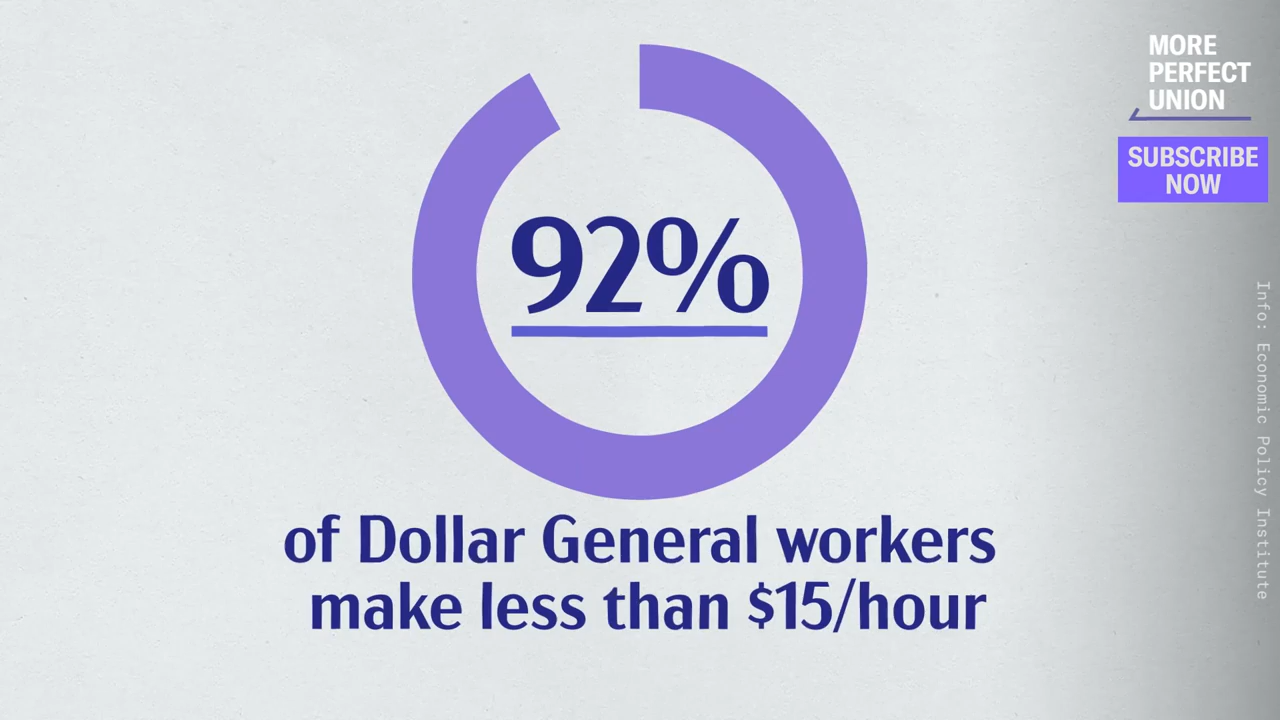 92%
of Dollar General workers
make less than $15/hour
MORE
PERFECT
UNION
SUBSCRIBE
NOW
Info: Economic Policy Institute